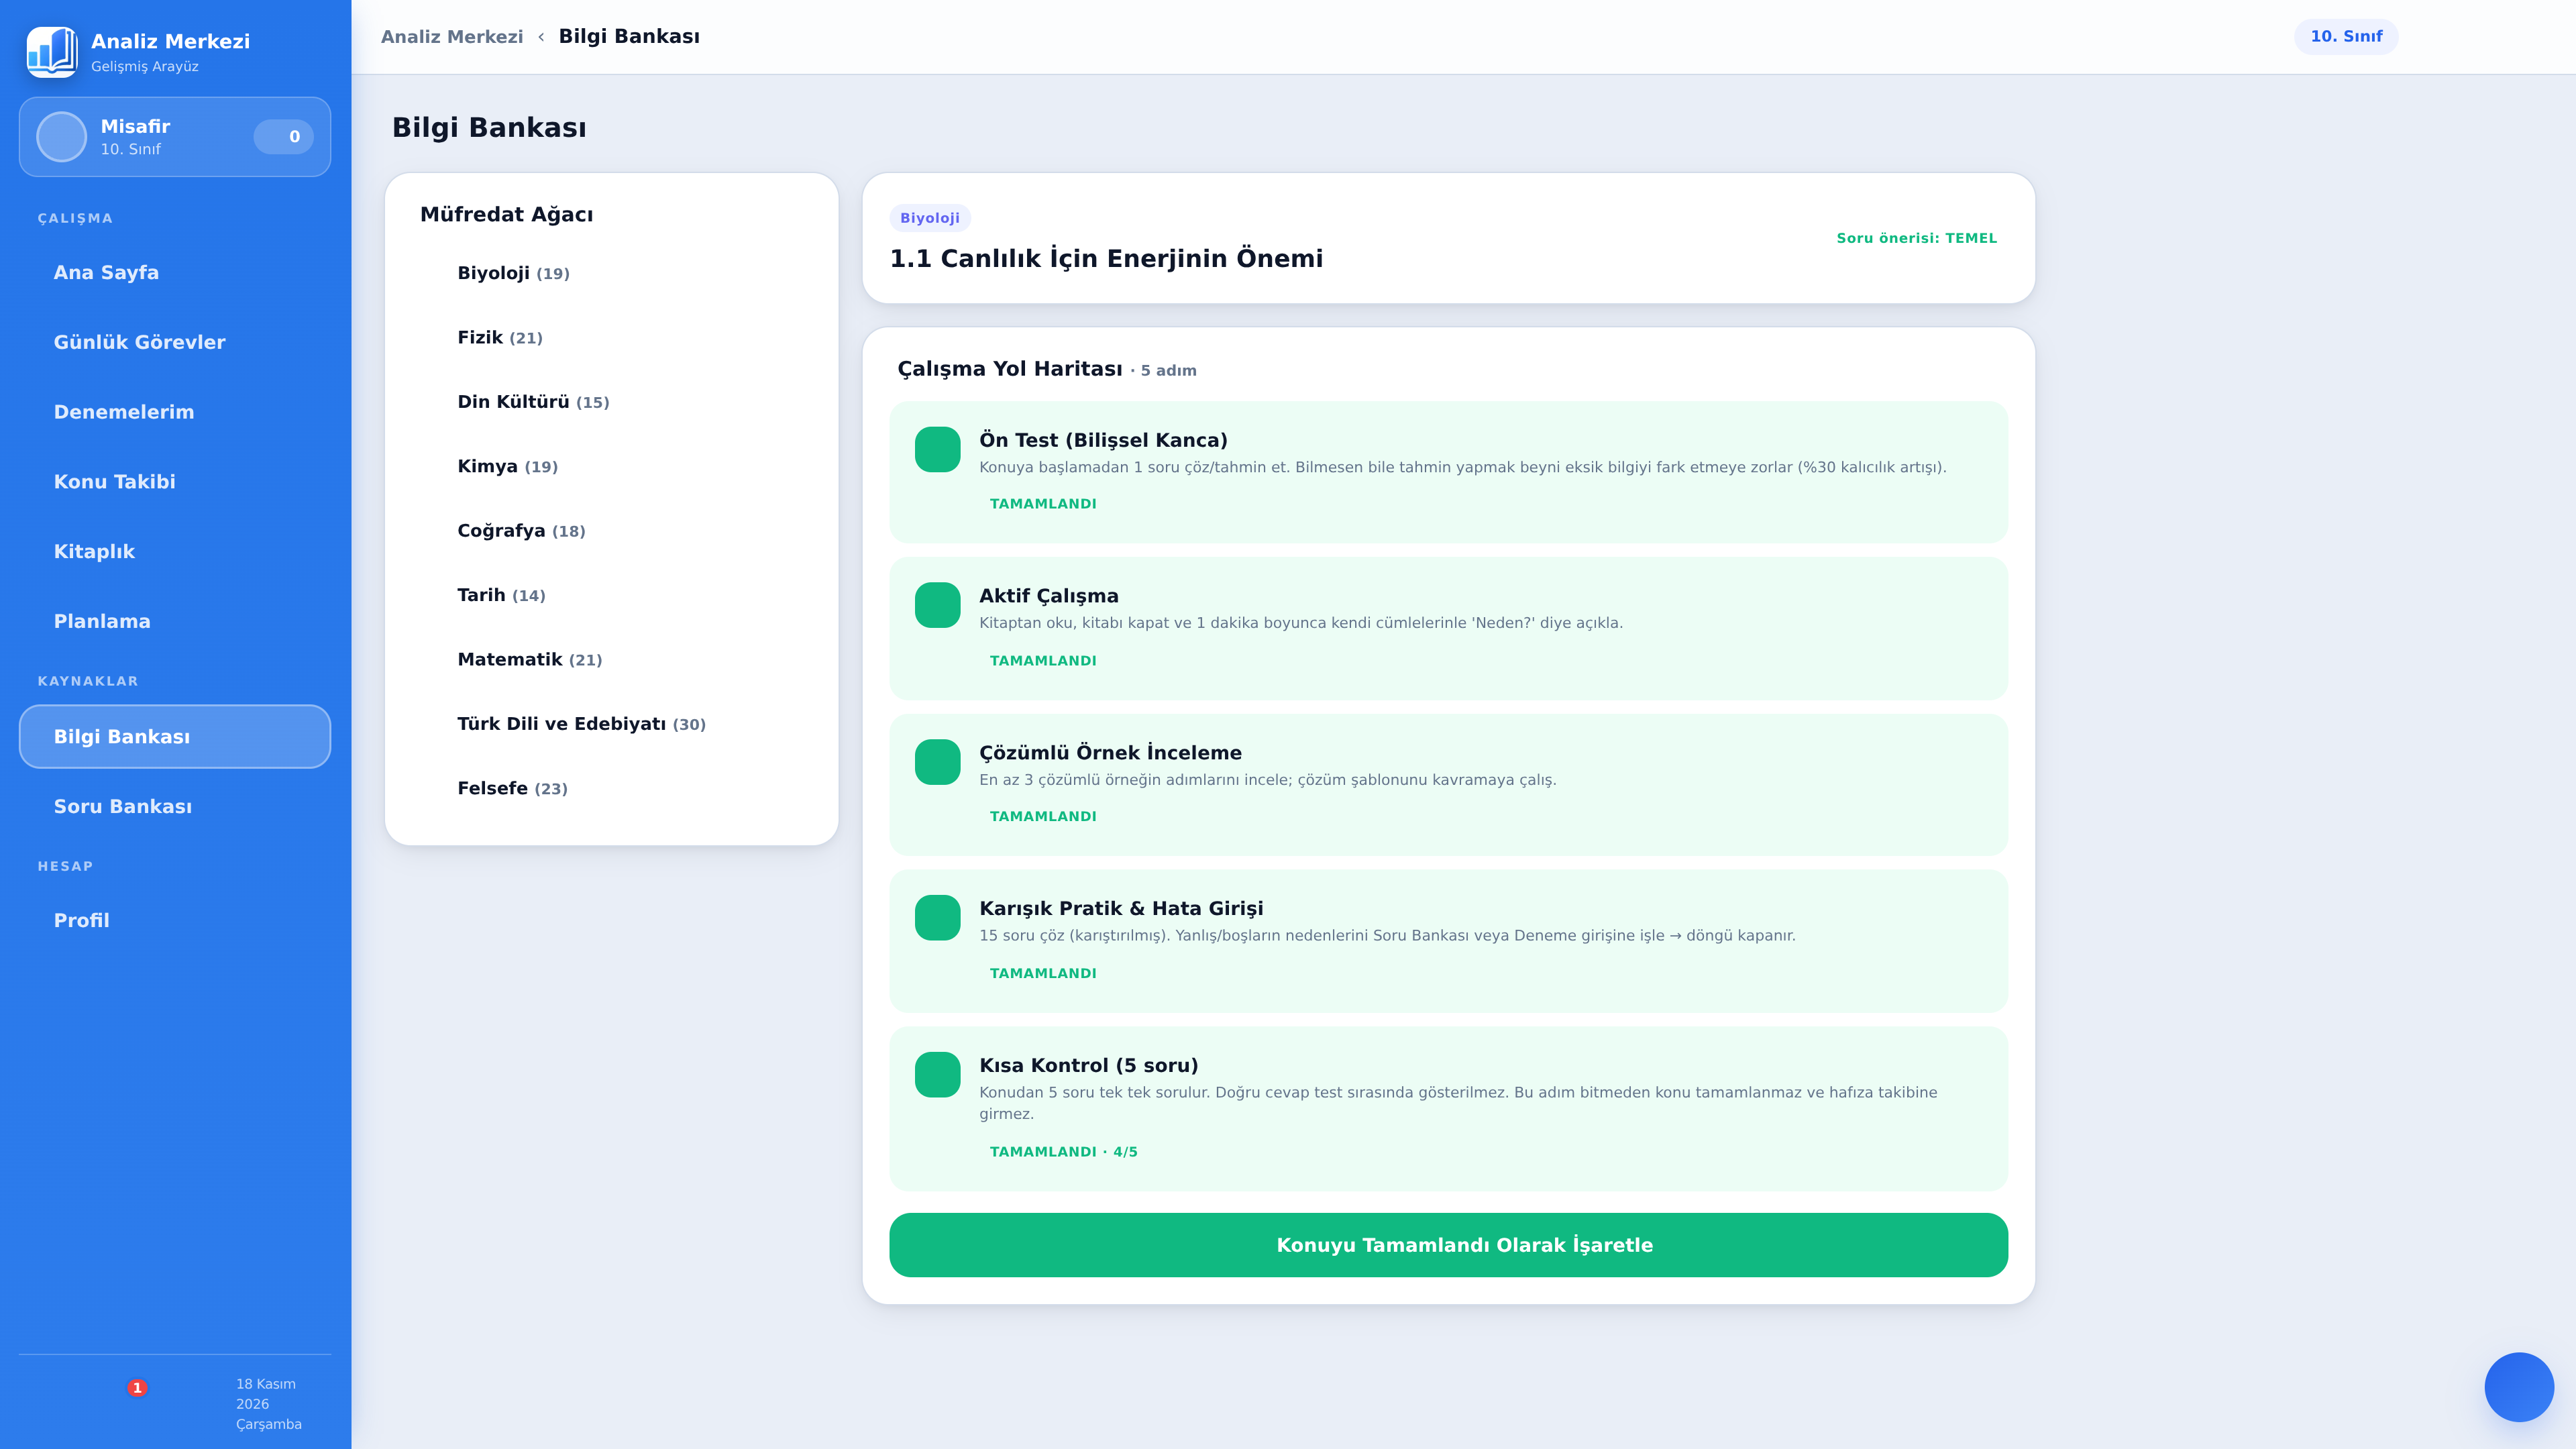 Analiz Merkezi
Gelişmiş Arayüz
Misafir
10. Sınıf
0
ÇALIŞMA
Ana Sayfa
Günlük Görevler
Denemelerim
Konu Takibi
Kitaplık
Planlama
KAYNAKLAR
Bilgi Bankası
Soru Bankası
HESAP
Profil
1
18 Kasım
2026
Çarşamba
Analiz Merkezi ‹ Bilgi Bankası
10. Sınıf
Bilgi Bankası
Müfredat Ağacı
Biyoloji (19)
Fizik (21)
Din Kültürü (15)
Kimya (19)
Coğrafya (18)
Tarih (14)
Matematik (21)
Türk Dili ve Edebiyatı (30)
Felsefe (23)
Biyoloji
1.1 Canlılık İçin Enerjinin Önemi
Soru önerisi: TEMEL
Çalışma Yol Haritası · 5 adım
Ön Test (Bilişsel Kanca)
Konuya başlamadan 1 soru çöz/tahmin et. Bilmesen bile tahmin yapmak beyni eksik bilgiyi fark etmeye zorlar (%30 kalıcılık artışı).
TAMAMLANDI
Aktif Çalışma
Kitaptan oku, kitabı kapat ve 1 dakika boyunca kendi cümlelerinle 'Neden?' diye açıkla.
TAMAMLANDI
Çözümlü Örnek İnceleme
En az 3 çözümlü örneğin adımlarını incele; çözüm şablonunu kavramaya çalış.
TAMAMLANDI
Karışık Pratik & Hata Girişi
15 soru çöz (karıştırılmış). Yanlış/boşların nedenlerini Soru Bankası veya Deneme girişine işle → döngü kapanır.
TAMAMLANDI
Kısa Kontrol (5 soru)
Konudan 5 soru tek tek sorulur. Doğru cevap test sırasında gösterilmez. Bu adım bitmeden konu tamamlanmaz ve hafıza takibine
girmez.
TAMAMLANDI · 4/5
Konuyu Tamamlandı Olarak İşaretle